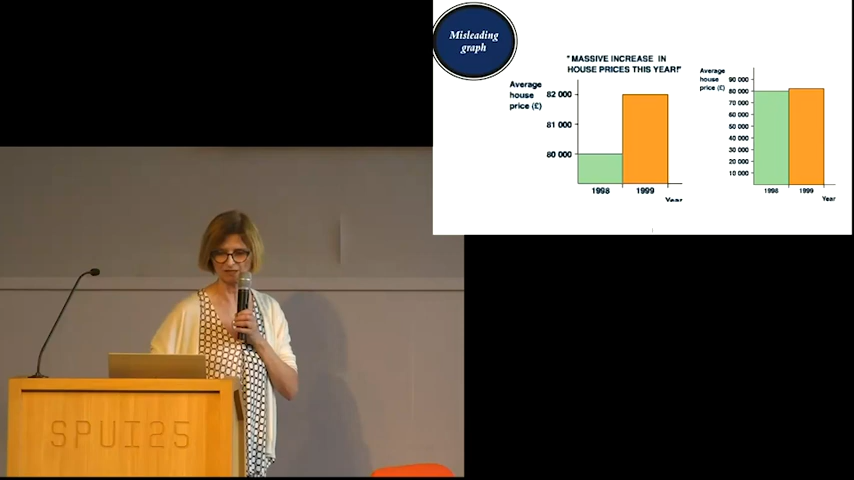 Misleading
graph
"MASSIVE INCREASE IN
HOUSE PRICES THIS YEAR!"
Average
house
price (£)
82 000
81 000
80 000
1998
1999
Year
Average
house
price (£)
90 000
80 000
70 000
60 000
50 000
40 000
30 000
20 000
10 000
1998
1999
Year
SPUI25